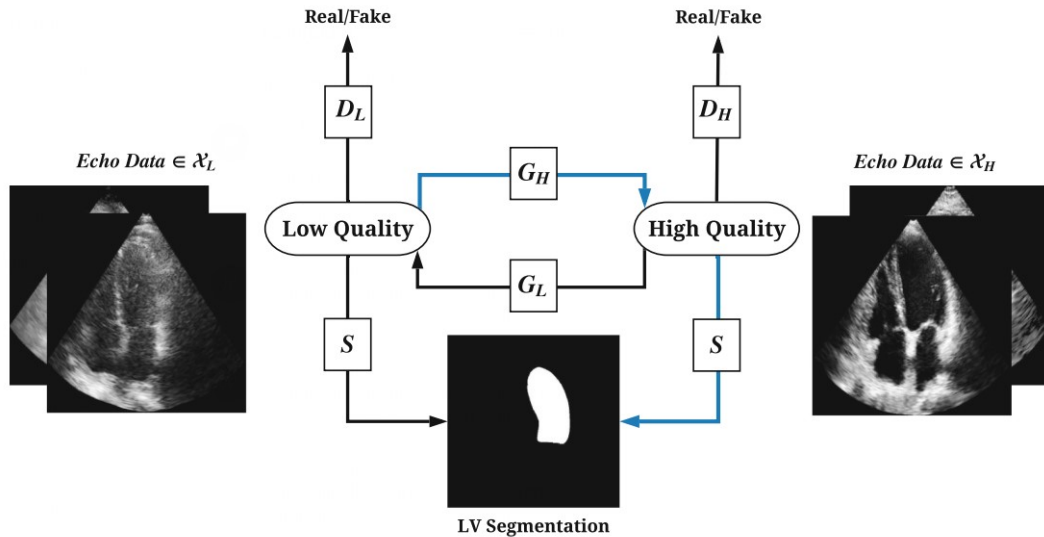 Real/Fake
Real/Fake
D_L
D_H
Echo Data ∈ 𝒳_L
Echo Data ∈ 𝒳_H
G_H
Low Quality
High Quality
G_L
S
S
LV Segmentation